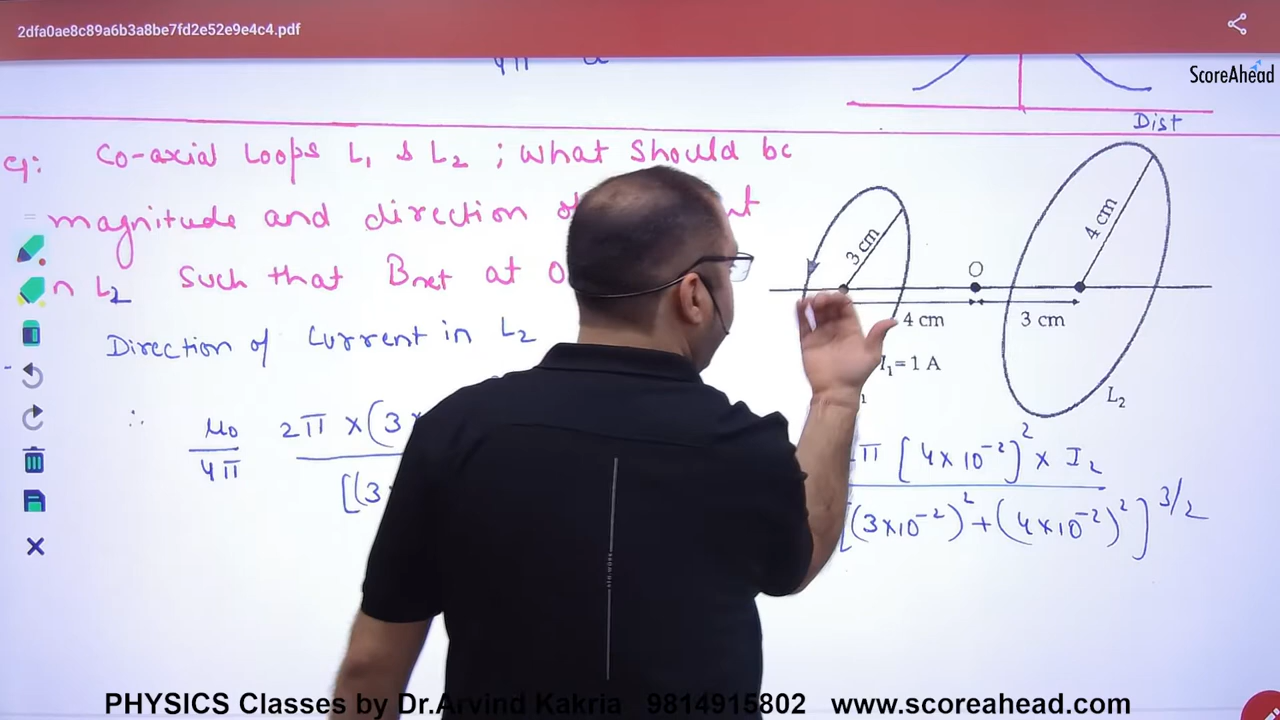 2dfa0ae8c89a6b3a8be7fd2e52e9e4c4.pdf
ScoreAhead
4π
Dist
Q: Co-axial Loops L₁ & L₂ ; What should be
magnitude and direction
L₂ such that Bnet at O
Direction of Current in L₂
3 cm
O
4 cm
4 cm
3 cm
I₁ = 1 A
L₂
∴ μ₀/4π 2π × (3
[(3
π [4×10⁻²]² × I₂
[(3×10⁻²)² + (4×10⁻²)²]^3/2
PHYSICS Classes by Dr.Arvind Kakria 9814915802 www.scoreahead.com